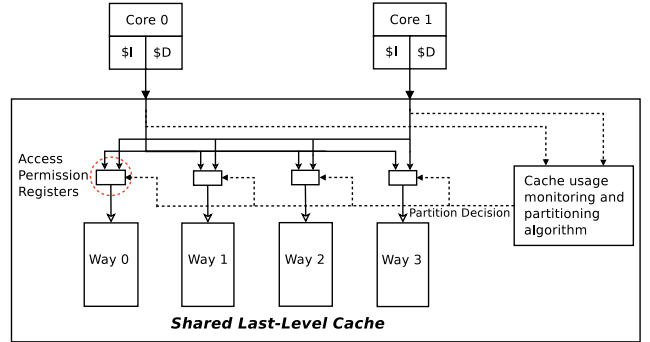 Core 0
$I
$D
Core 1
$I
$D
Access
Permission
Registers
Cache usage
monitoring and
partitioning
algorithm
Partition Decision
Way 0
Way 1
Way 2
Way 3
Shared Last-Level Cache